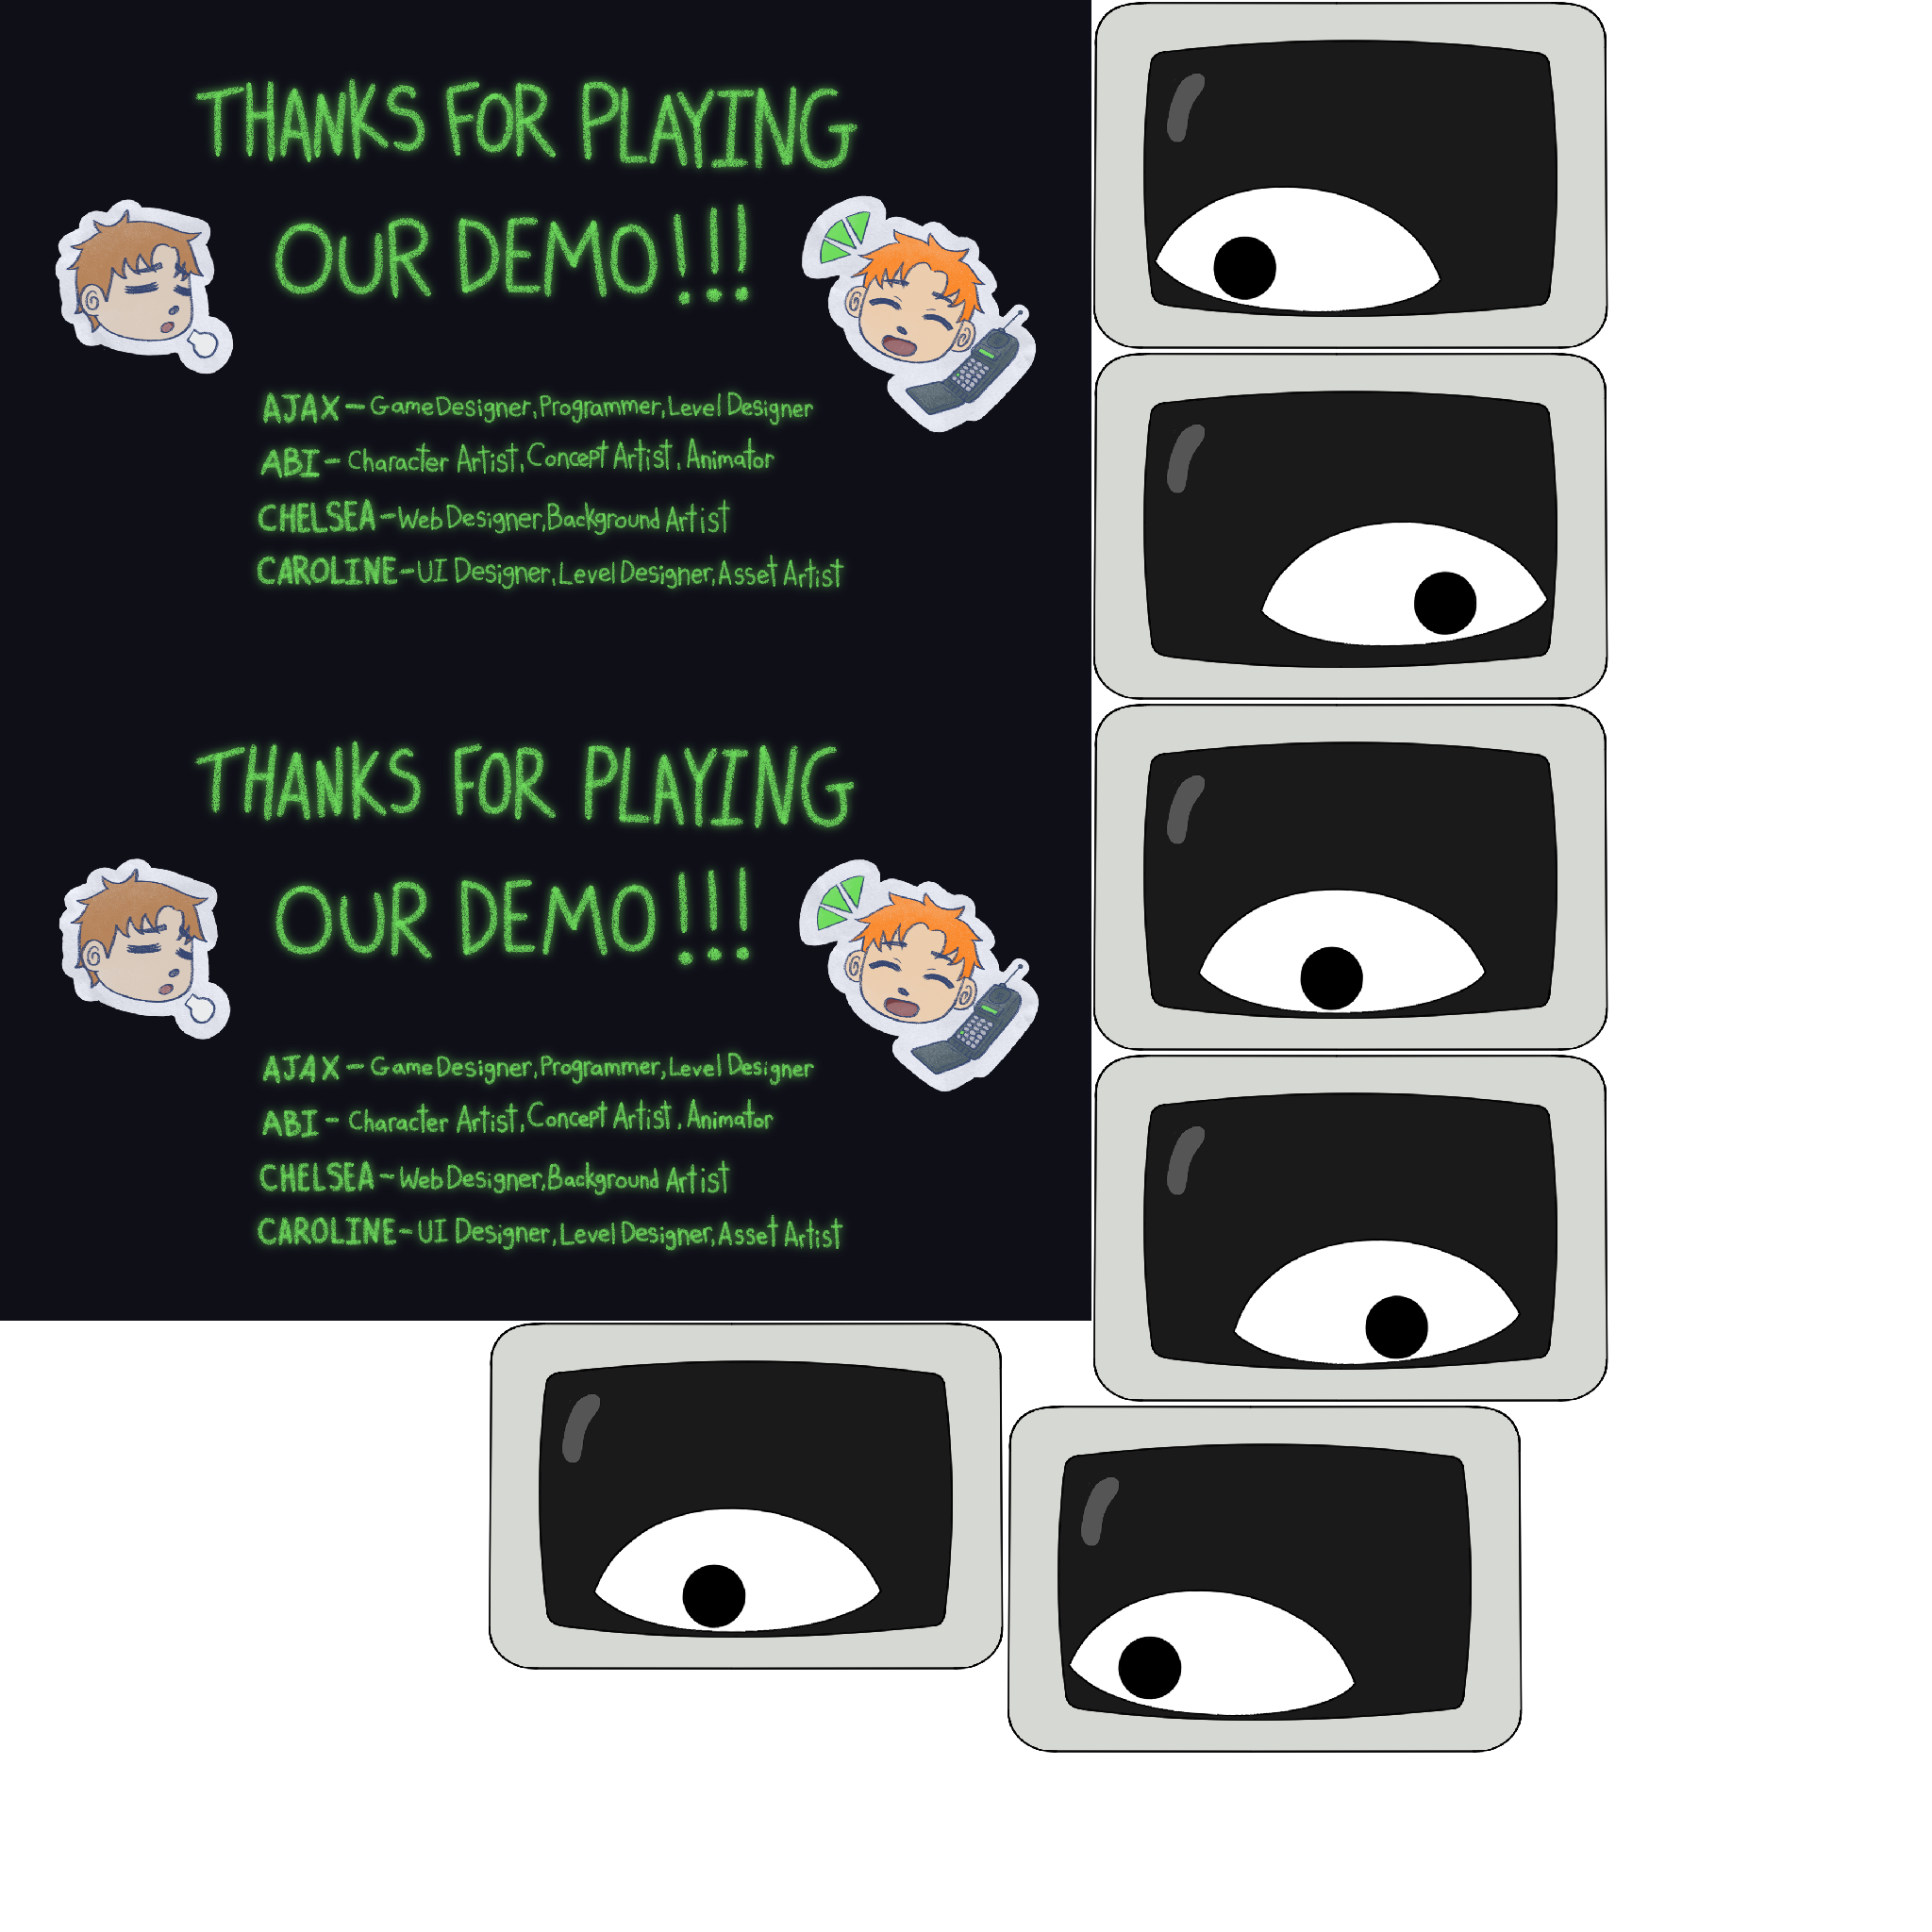 THANKS FOR PLAYING
OUR DEMO!!!
AJAX - Game Designer, Programmer, Level Designer
ABI - Character Artist, Concept Artist, Animator
CHELSEA - Web Designer, Background Artist
CAROLINE - UI Designer, Level Designer, Asset Artist
THANKS FOR PLAYING
OUR DEMO!!!
AJAX - Game Designer, Programmer, Level Designer
ABI - Character Artist, Concept Artist, Animator
CHELSEA - Web Designer, Background Artist
CAROLINE - UI Designer, Level Designer, Asset Artist